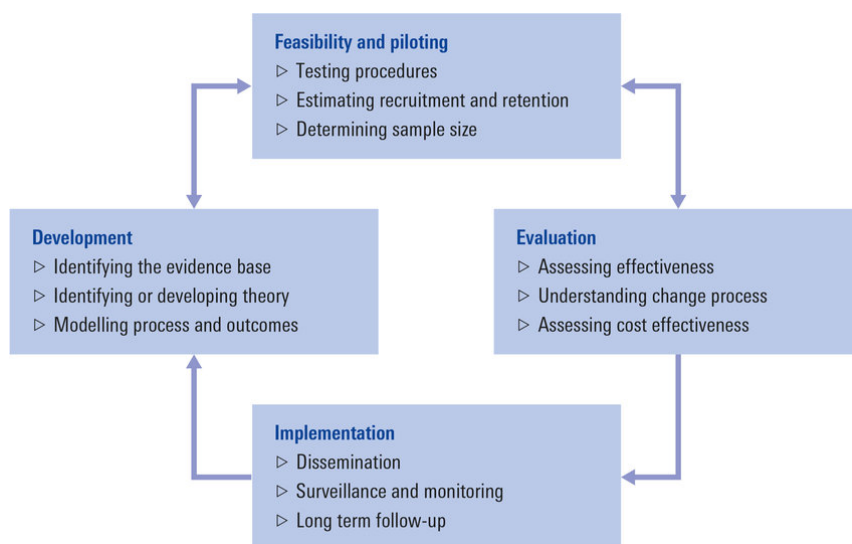 Feasibility and piloting
▷ Testing procedures
▷ Estimating recruitment and retention
▷ Determining sample size
Development
▷ Identifying the evidence base
▷ Identifying or developing theory
▷ Modelling process and outcomes
Evaluation
▷ Assessing effectiveness
▷ Understanding change process
▷ Assessing cost effectiveness
Implementation
▷ Dissemination
▷ Surveillance and monitoring
▷ Long term follow-up